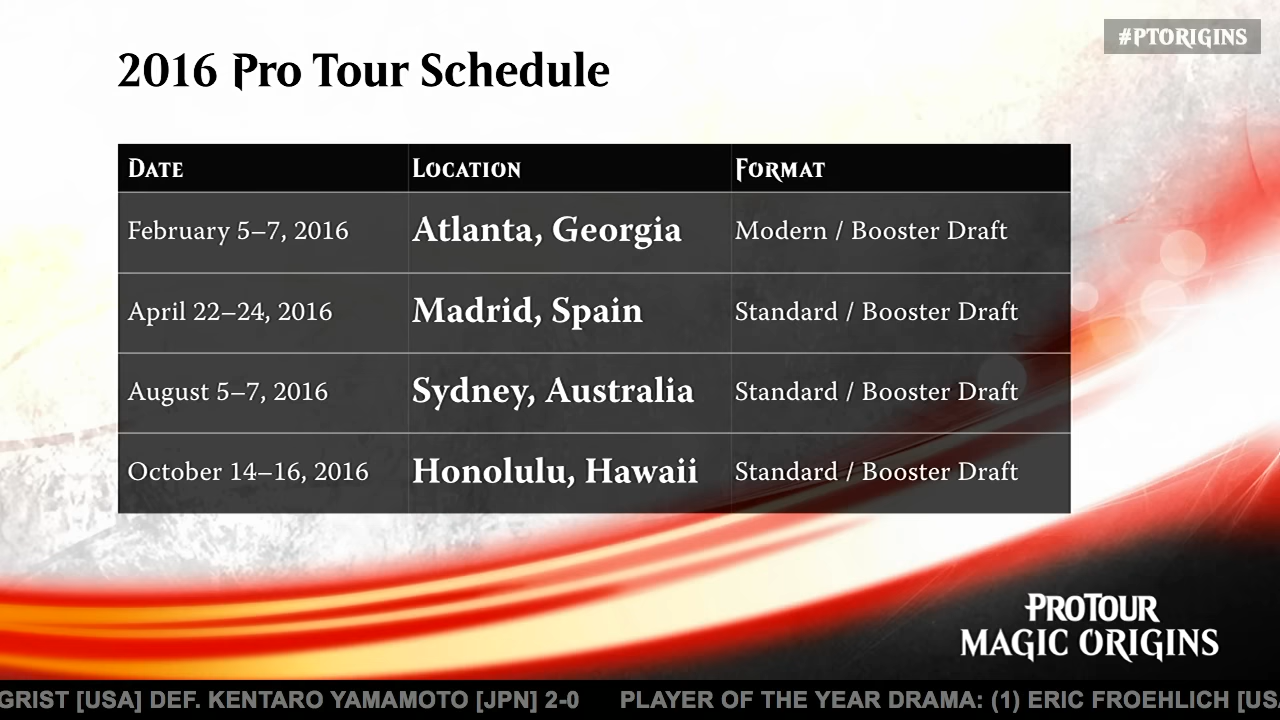 #PTORIGINS
2016 Pro Tour Schedule
Date Location Format
February 5–7, 2016 Atlanta, Georgia Modern / Booster Draft
April 22–24, 2016 Madrid, Spain Standard / Booster Draft
August 5–7, 2016 Sydney, Australia Standard / Booster Draft
October 14–16, 2016 Honolulu, Hawaii Standard / Booster Draft
PROTOUR
MAGIC ORIGINS
GRIST [USA] DEF. KENTARO YAMAMOTO [JPN] 2-0 PLAYER OF THE YEAR DRAMA: (1) ERIC FROEHLICH [USA